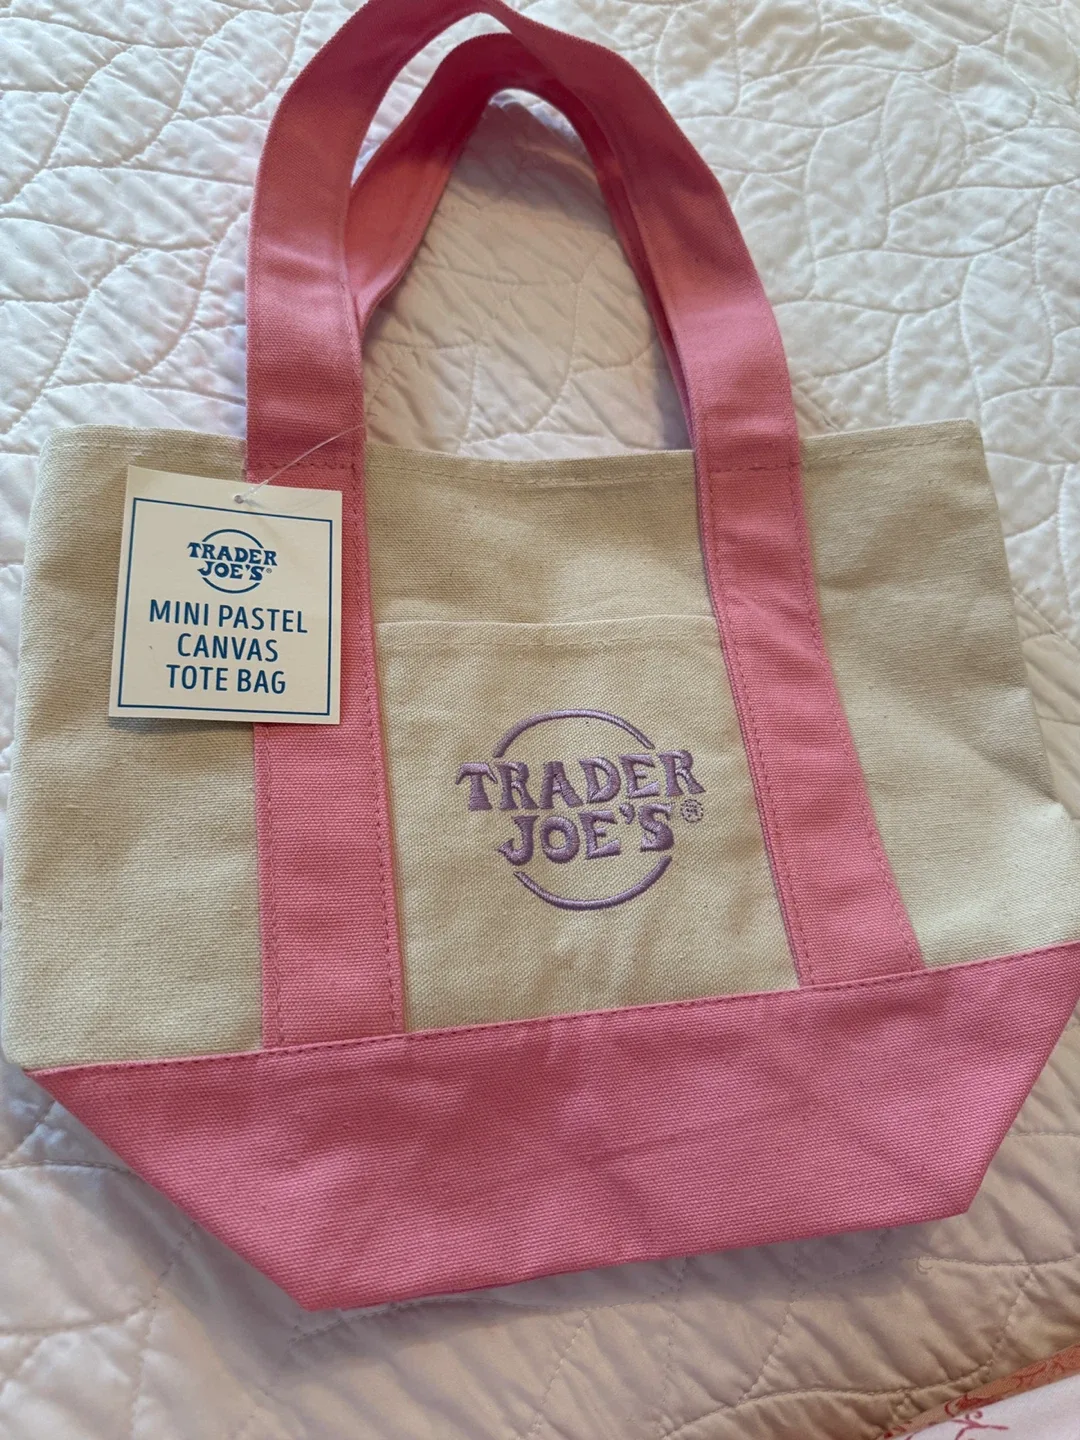 TRADER
JOE'S®
MINI PASTEL
CANVAS
TOTE BAG
TRADER
JOE'S®